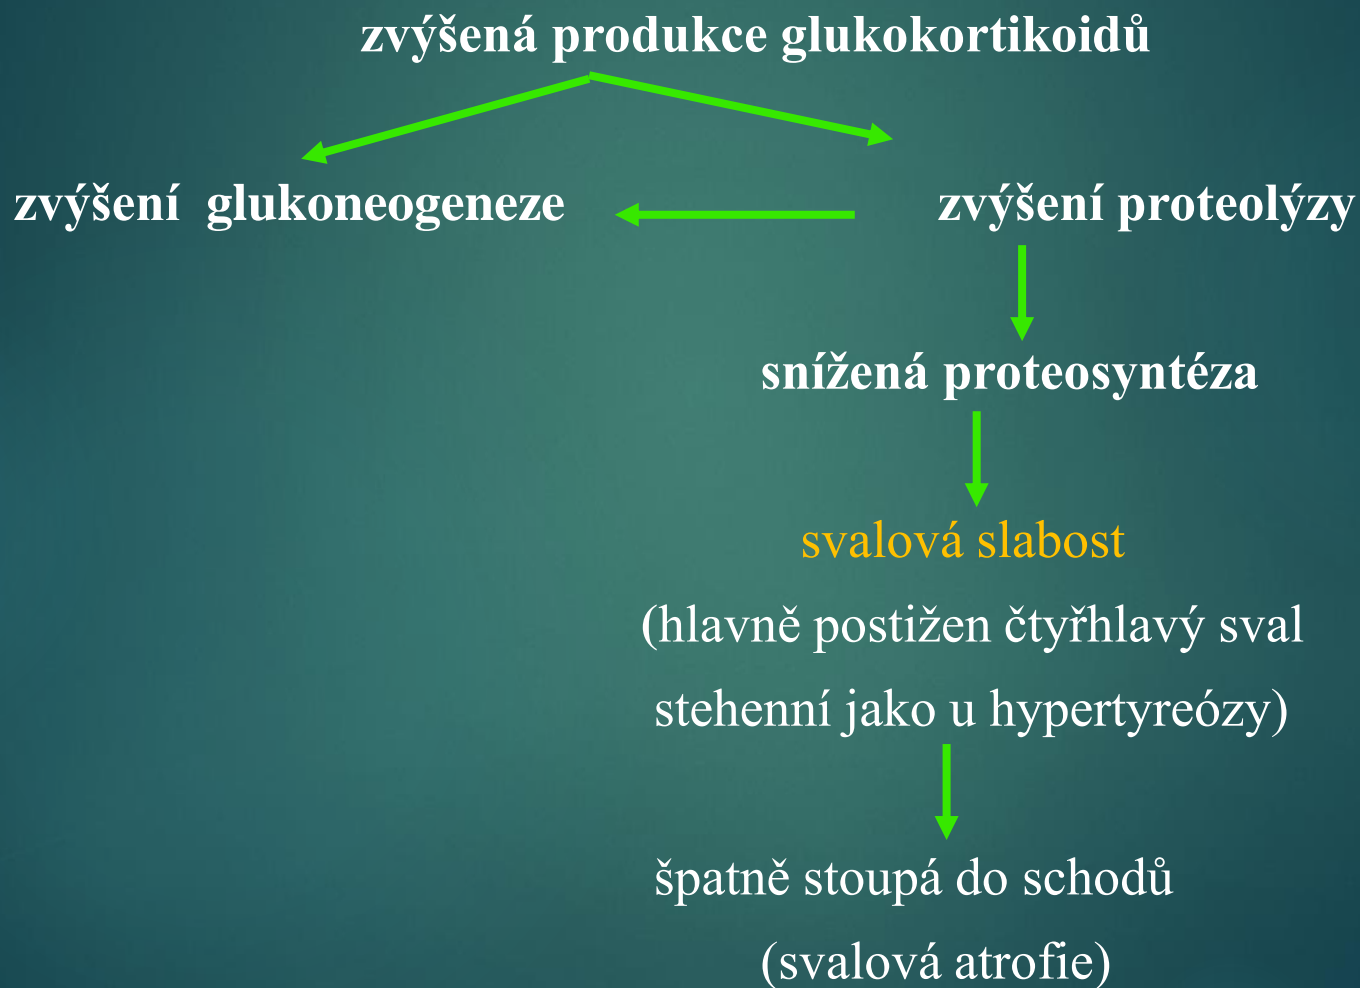 zvýšená produkce glukokortikoidů
zvýšení glukoneogeneze
zvýšení proteolýzy
snížená proteosyntéza
svalová slabost
(hlavně postižen čtyřhlavý sval
stehenní jako u hypertyreózy)
špatně stoupá do schodů
(svalová atrofie)